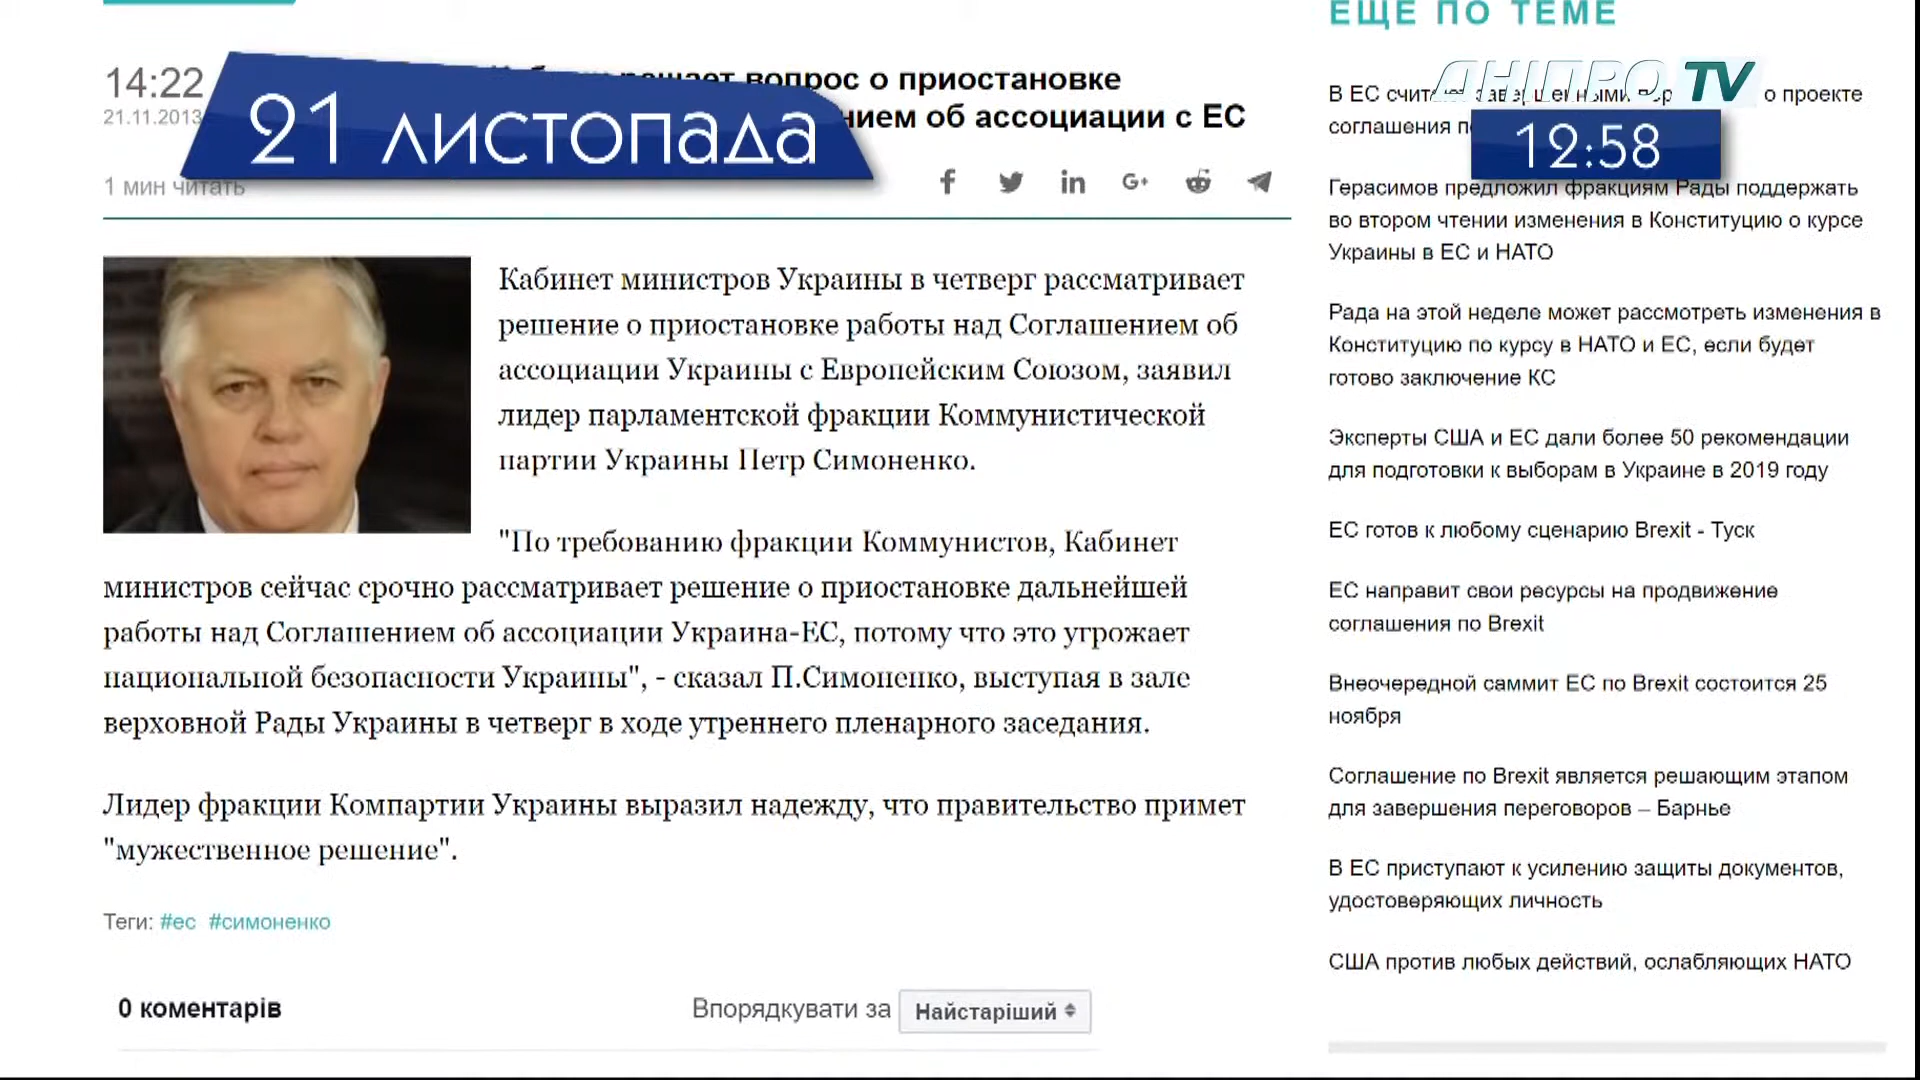 ЕЩЕ ПО ТЕМЕ
14:22
21.11.2013
21 листопада
вопрос о приостановке
об ассоциации с ЕС
1 мин читать
ДНІПРО TV
12:58
В ЕС о проекте
соглашения
Герасимов предложил фракциям Рады поддержать
во втором чтении изменения в Конституцию о курсе
Украины в ЕС и НАТО
Рада на этой неделе может рассмотреть изменения в
Конституцию по курсу в НАТО и ЕС, если будет
готово заключение КС
Эксперты США и ЕС дали более 50 рекомендации
для подготовки к выборам в Украине в 2019 году
ЕС готов к любому сценарию Brexit - Туск
ЕС направит свои ресурсы на продвижение
соглашения по Brexit
Внеочередной саммит ЕС по Brexit состоится 25
ноября
Соглашение по Brexit является решающим этапом
для завершения переговоров – Барнье
В ЕС приступают к усилению защиты документов,
удостоверяющих личность
США против любых действий, ослабляющих НАТО
Кабинет министров Украины в четверг рассматривает
решение о приостановке работы над Соглашением об
ассоциации Украины с Европейским Союзом, заявил
лидер парламентской фракции Коммунистической
партии Украины Петр Симоненко.
"По требованию фракции Коммунистов, Кабинет
министров сейчас срочно рассматривает решение о приостановке дальнейшей
работы над Соглашением об ассоциации Украина-ЕС, потому что это угрожает
национальной безопасности Украины", - сказал П.Симоненко, выступая в зале
верховной Рады Украины в четверг в ходе утреннего пленарного заседания.
Лидер фракции Компартии Украины выразил надежду, что правительство примет
"мужественное решение".
Теги: #ес #симоненко
0 коментарів
Впорядкувати за Найстаріший